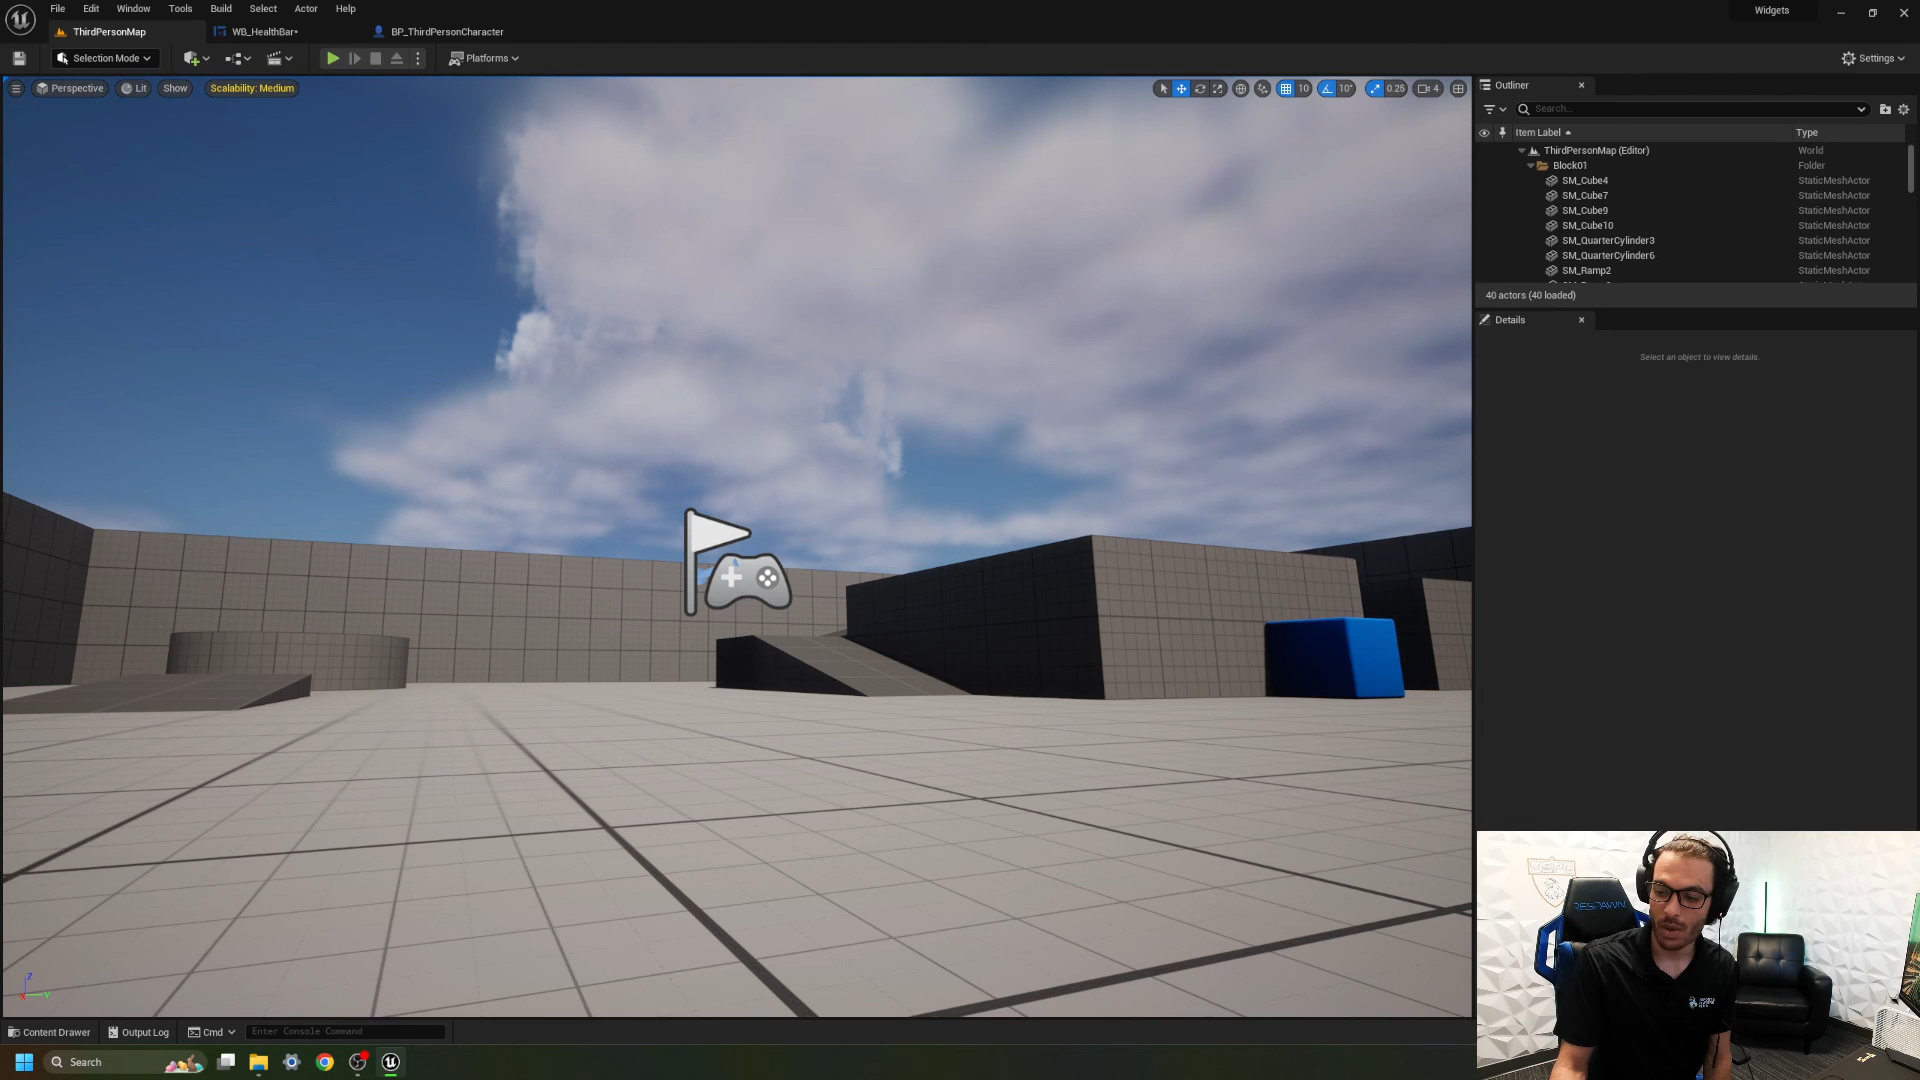 File Edit Window Tools Build Select Actor Help
Widgets
ThirdPersonMap
WB_HealthBar*
BP_ThirdPersonCharacter
Selection Mode
Platforms
Settings
Perspective
Lit
Show
Scalability: Medium
10
10°
0.25
4
Outliner
Search...
Item Label
Type
ThirdPersonMap (Editor) World
Block01 Folder
SM_Cube4 StaticMeshActor
SM_Cube7 StaticMeshActor
SM_Cube9 StaticMeshActor
SM_Cube10 StaticMeshActor
SM_QuarterCylinder3 StaticMeshActor
SM_QuarterCylinder6 StaticMeshActor
SM_Ramp2 StaticMeshActor
40 actors (40 loaded)
Details
Select an object to view details.
RESPAWN
Z
X
Y
Content Drawer
Output Log
Cmd
Enter Console Command
Search